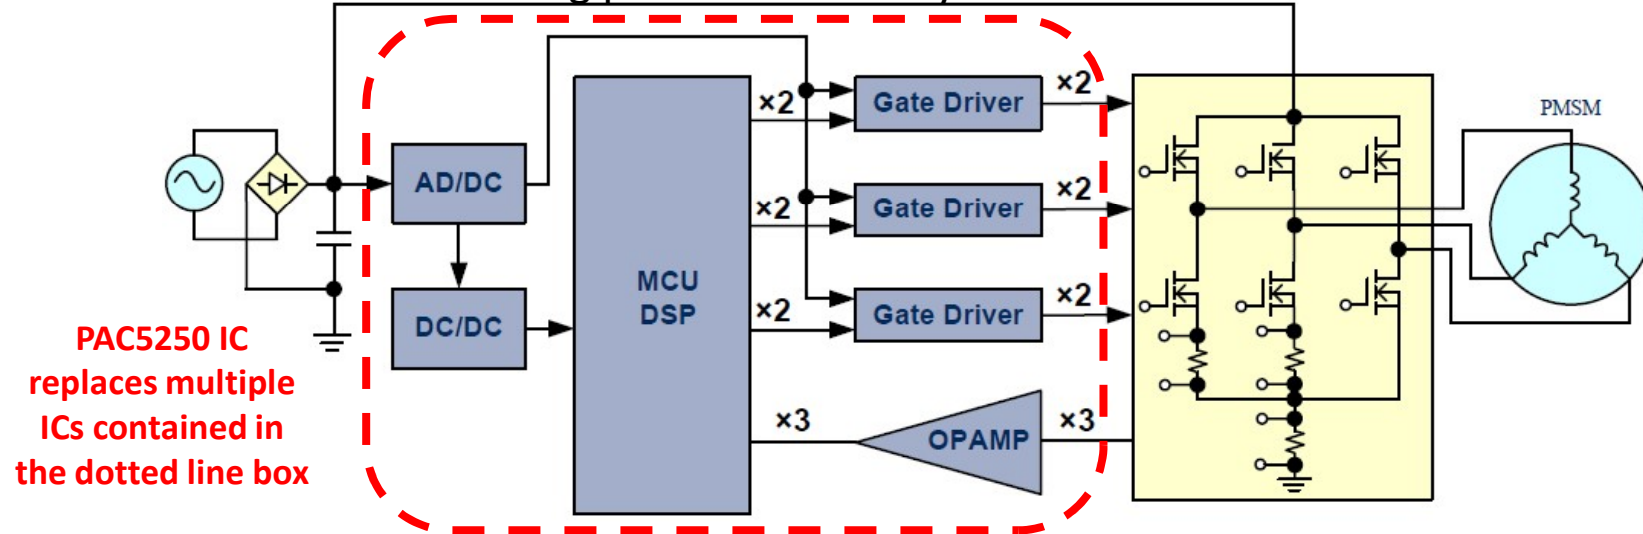 ×2
Gate Driver
×2
PMSM
AD/DC
×2
Gate Driver
×2
MCU
DSP
DC/DC
×2
Gate Driver
×2
PAC5250 IC
replaces multiple
ICs contained in
the dotted line box
×3
OPAMP
×3